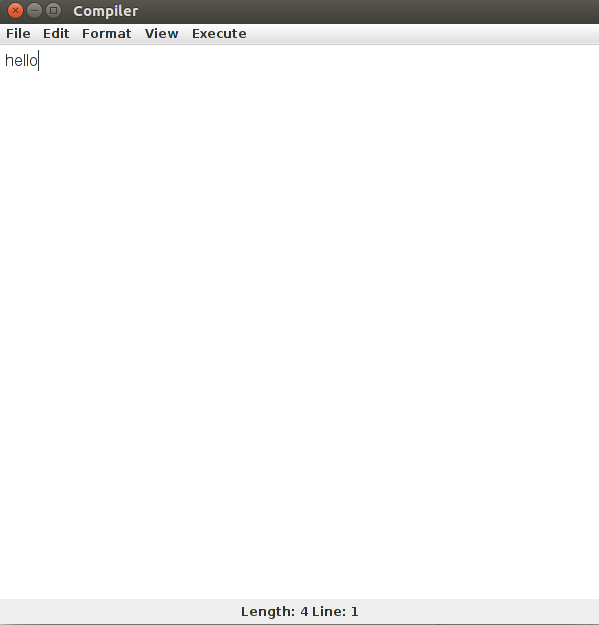 Compiler
File Edit Format View Execute
hello
Length: 4 Line: 1